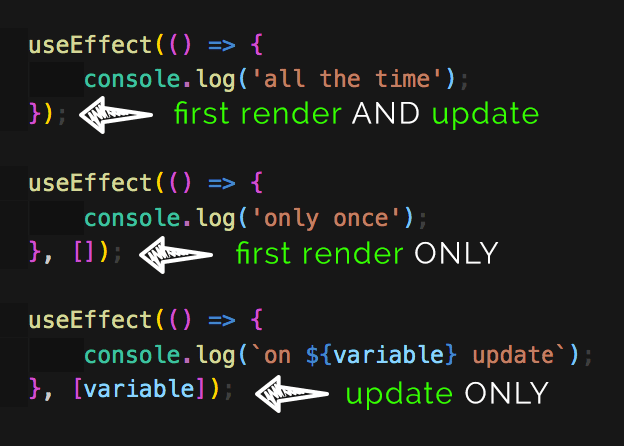 useEffect(() => {
console.log('all the time');
}); first render AND update
useEffect(() => {
console.log('only once');
}, []); first render ONLY
useEffect(() => {
console.log(`on ${variable} update`);
}, [variable]); update ONLY